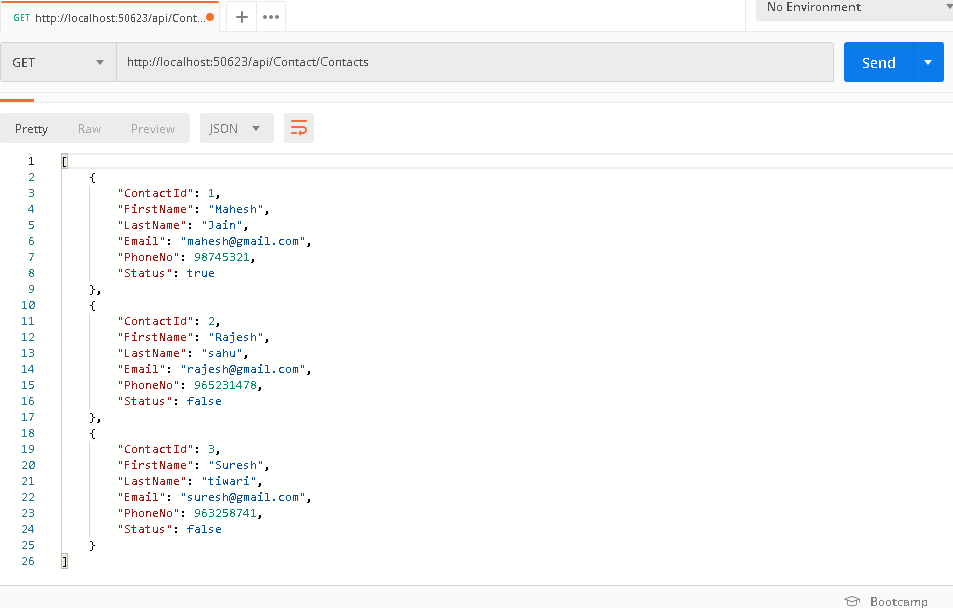 GET http://localhost:50623/api/Cont... + ••• No Environment
GET http://localhost:50623/api/Contact/Contacts Send
Pretty Raw Preview JSON
1 [
2 {
3 "ContactId": 1,
4 "FirstName": "Mahesh",
5 "LastName": "Jain",
6 "Email": "mahesh@gmail.com",
7 "PhoneNo": 98745321,
8 "Status": true
9 },
10 {
11 "ContactId": 2,
12 "FirstName": "Rajesh",
13 "LastName": "sahu",
14 "Email": "rajesh@gmail.com",
15 "PhoneNo": 965231478,
16 "Status": false
17 },
18 {
19 "ContactId": 3,
20 "FirstName": "Suresh",
21 "LastName": "tiwari",
22 "Email": "suresh@gmail.com",
23 "PhoneNo": 963258741,
24 "Status": false
25 }
26 ]
Bootcamp